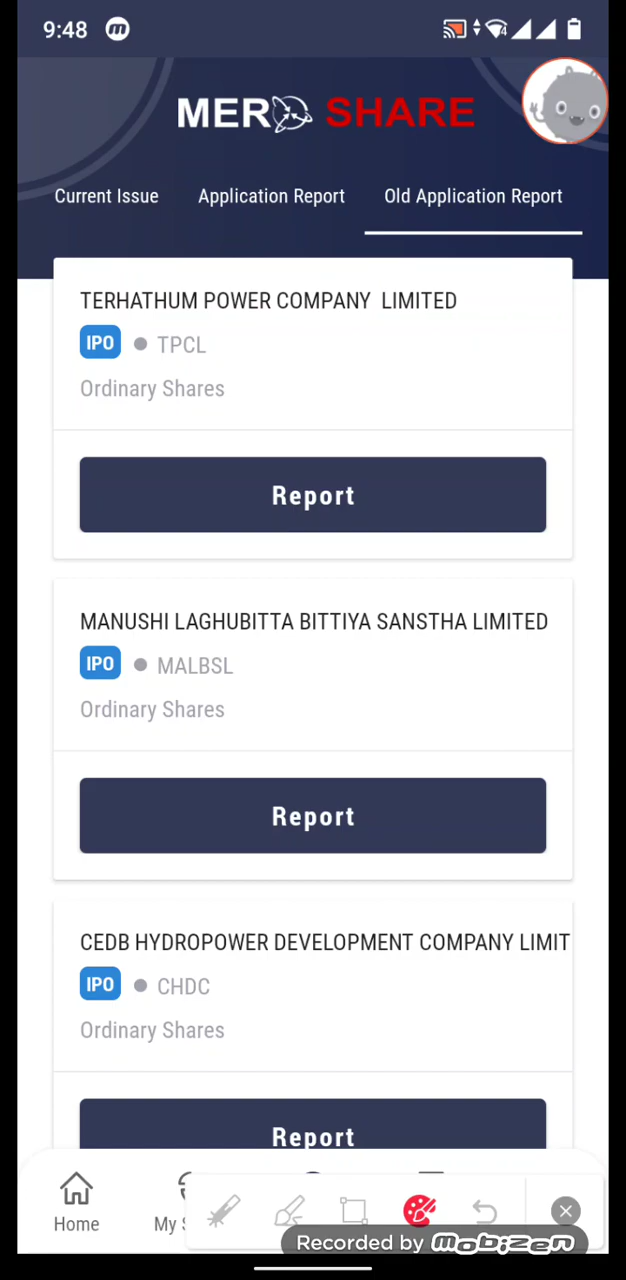 9:48
MERO SHARE
Current Issue Application Report Old Application Report
TERHATHUM POWER COMPANY LIMITED
IPO TPCL
Ordinary Shares
Report
MANUSHI LAGHUBITTA BITTIYA SANSTHA LIMITED
IPO MALBSL
Ordinary Shares
Report
CEDB HYDROPOWER DEVELOPMENT COMPANY LIMIT
IPO CHDC
Ordinary Shares
Report
Home My
Recorded by mobizen